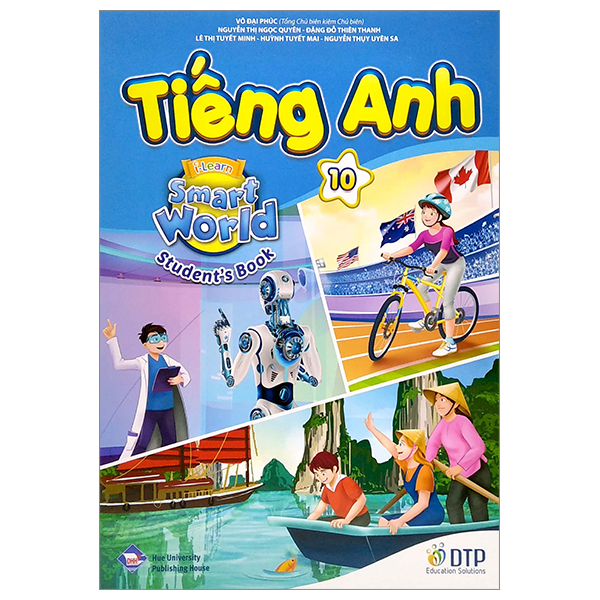 VÕ ĐẠI PHÚC (Tổng Chủ biên kiêm Chủ biên)
NGUYỄN THỊ NGỌC QUYÊN - ĐẶNG ĐỖ THIÊN THANH
LÊ THỊ TUYẾT MINH - HUỲNH TUYẾT MAI - NGUYỄN THỤY UYÊN SA
Tiếng Anh
10
i-Learn
Smart
World
Student's Book
ĐHH
Hue University
Publishing House
DTP
Education Solutions